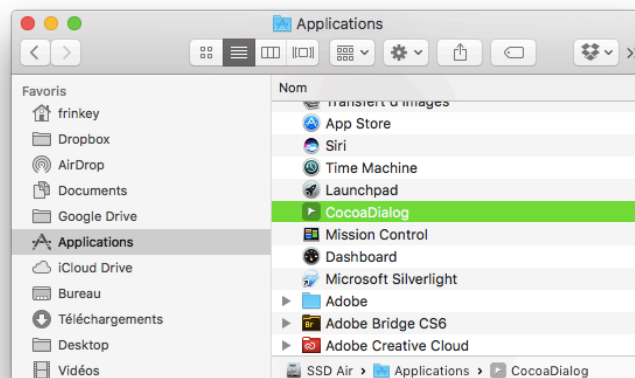 Applications
Favoris
frinkey
Dropbox
AirDrop
Documents
Google Drive
Applications
iCloud Drive
Bureau
Téléchargements
Desktop
Vidéos
Nom
Transfert d'images
App Store
Siri
Time Machine
Launchpad
CocoaDialog
Mission Control
Dashboard
Microsoft Silverlight
Adobe
Br Adobe Bridge CS6
Adobe Creative Cloud
SSD Air › Applications › CocoaDialog